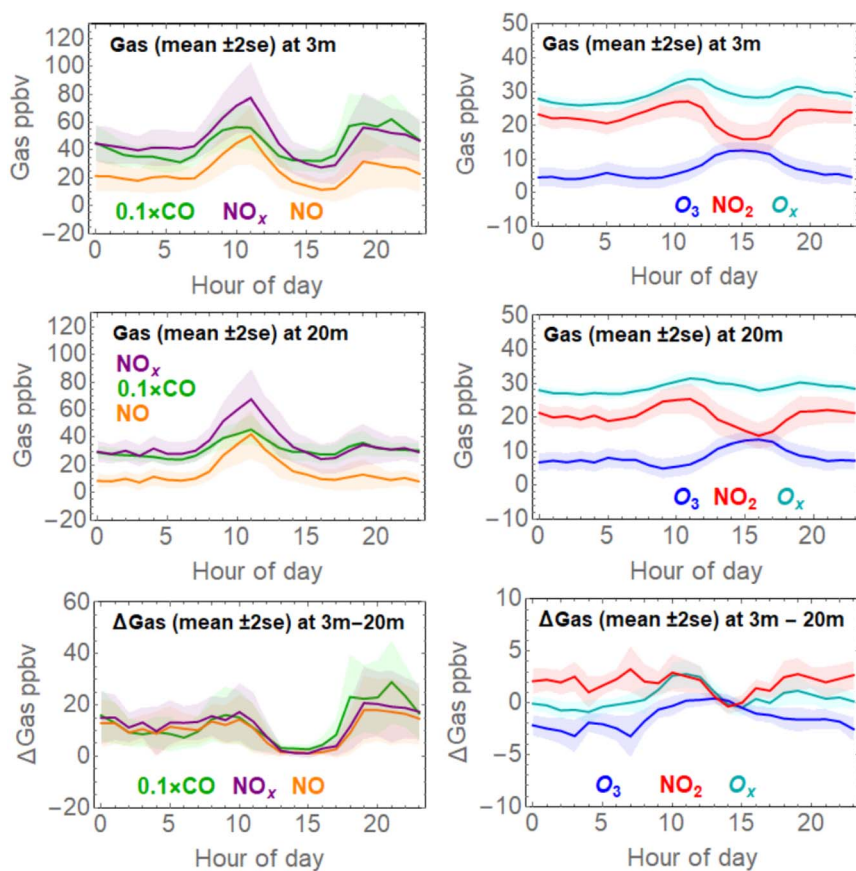 Gas (mean ±2se) at 3m
Gas ppbv
120
100
80
60
40
20
0
−20
0.1×CO NOx NO
0 5 10 15 20
Hour of day
Gas (mean ±2se) at 3m
Gas ppbv
50
40
30
20
10
0
−10
O3 NO2 Ox
0 5 10 15 20
Hour of day
Gas (mean ±2se) at 20m
Gas ppbv
120
100
80
60
40
20
0
−20
NOx
0.1×CO
NO
0 5 10 15 20
Hour of day
Gas (mean ±2se) at 20m
Gas ppbv
50
40
30
20
10
0
−10
O3 NO2 Ox
0 5 10 15 20
Hour of day
ΔGas (mean ±2se) at 3m−20m
ΔGas ppbv
60
40
20
0
−20
0.1×CO NOx NO
0 5 10 15 20
Hour of day
ΔGas (mean ±2se) at 3m − 20m
ΔGas ppbv
10
5
0
−5
−10
O3 NO2 Ox
0 5 10 15 20
Hour of day